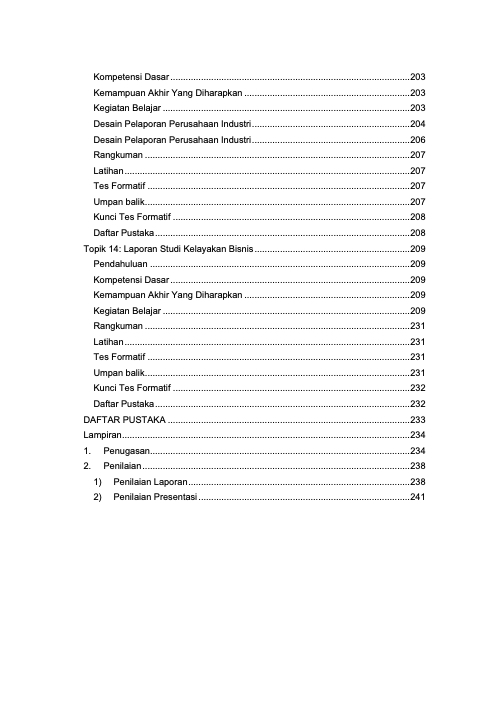 Kompetensi Dasar ........ 203
Kemampuan Akhir Yang Diharapkan ........ 203
Kegiatan Belajar ........ 203
Desain Pelaporan Perusahaan Industri ........ 204
Desain Pelaporan Perusahaan Industri ........ 206
Rangkuman ........ 207
Latihan ........ 207
Tes Formatif ........ 207
Umpan balik ........ 207
Kunci Tes Formatif ........ 208
Daftar Pustaka ........ 208
Topik 14: Laporan Studi Kelayakan Bisnis ........ 209
Pendahuluan ........ 209
Kompetensi Dasar ........ 209
Kemampuan Akhir Yang Diharapkan ........ 209
Kegiatan Belajar ........ 209
Rangkuman ........ 231
Latihan ........ 231
Tes Formatif ........ 231
Umpan balik ........ 231
Kunci Tes Formatif ........ 232
Daftar Pustaka ........ 232
DAFTAR PUSTAKA ........ 233
Lampiran ........ 234
1. Penugasan ........ 234
2. Penilaian ........ 238
1) Penilaian Laporan ........ 238
2) Penilaian Presentasi ........ 241